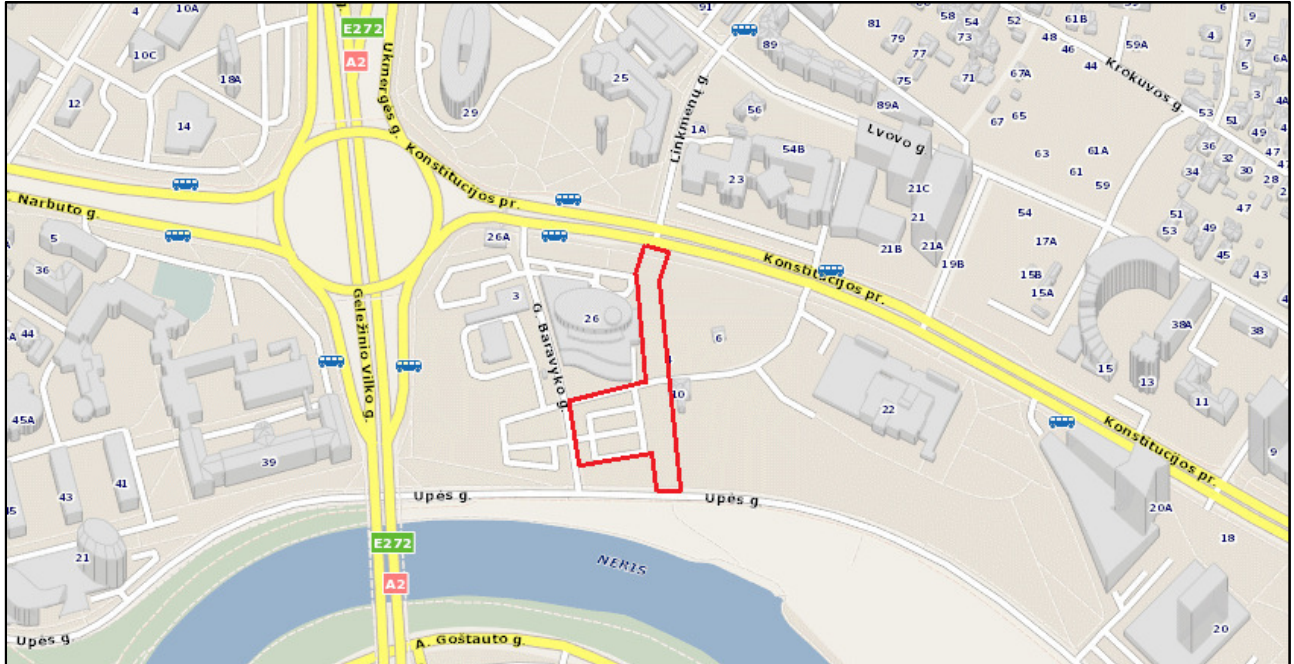 4
10A
E272
A2
Ukmergės g.
91
89
81
79
77
75
58
54
73
71
52
48
46
44
61B
59A
Krokuvos g.
6
9
4
7
5
6A
3
4A
53
51
49
47
10C
18A
12
14
29
25
1A
56
54B
23
Linkmenų g.
89A
Lvovo g.
67A
67
65
63
61A
61
59
36
32
30
28
34
47
Konstitucijos pr.
Narbuto g.
5
36
26A
21C
21
21A
21B
19B
54
17A
15B
15A
51
53
49
45
43
Konstitucijos pr.
3
26
G. Baravyko g.
6
10
Geležinio Vilko g.
44
45A
39
43
41
22
15
13
38A
38
11
9
Konstitucijos pr.
Upės g.
Upės g.
20A
18
20
21
E272
A2
NERIS
Upės g.
A. Goštauto g.